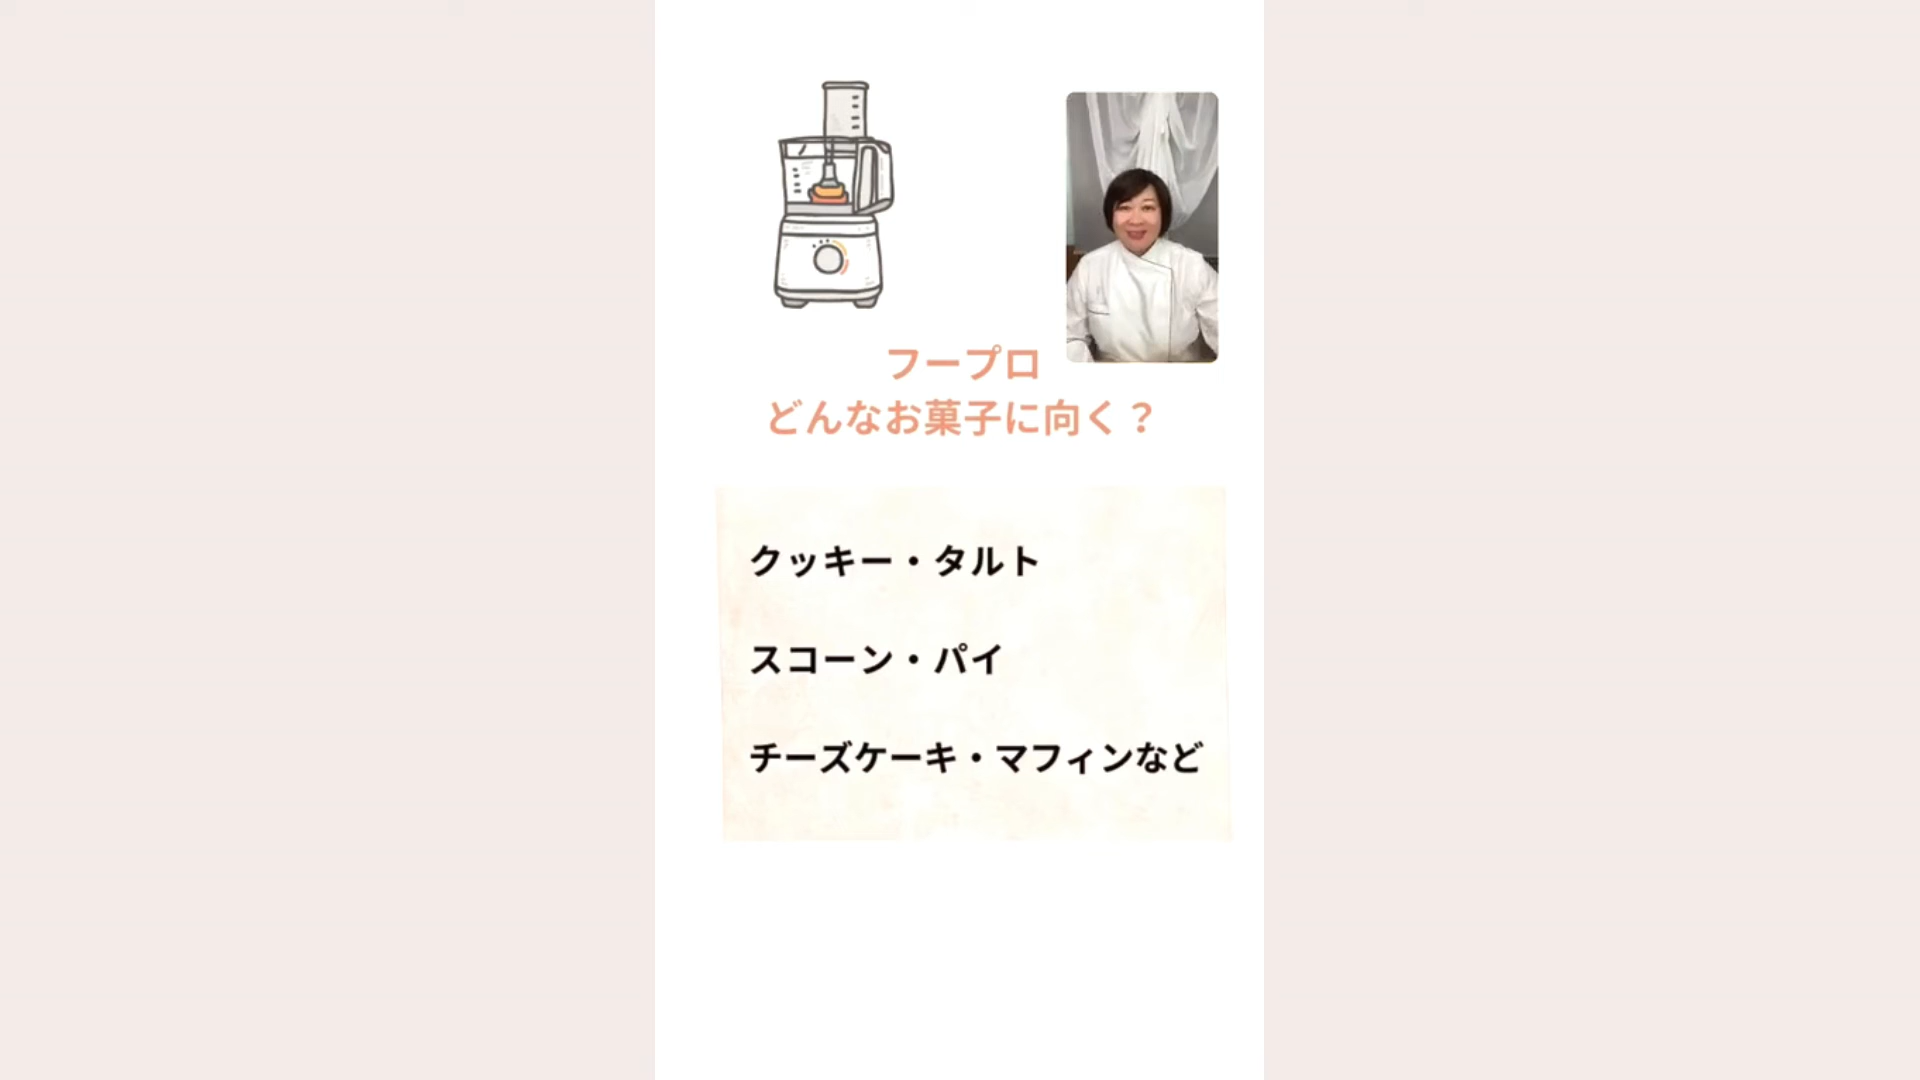 フープロ
どんなお菓子に向く？
クッキー・タルト
スコーン・パイ
チーズケーキ・マフィンなど